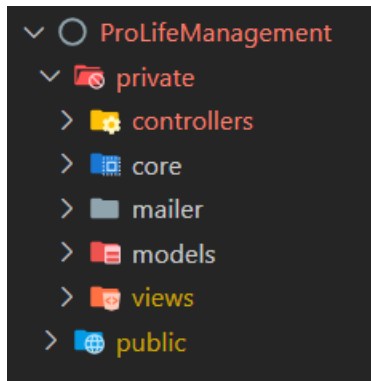 ProLifeManagement
private
controllers
core
mailer
models
views
public